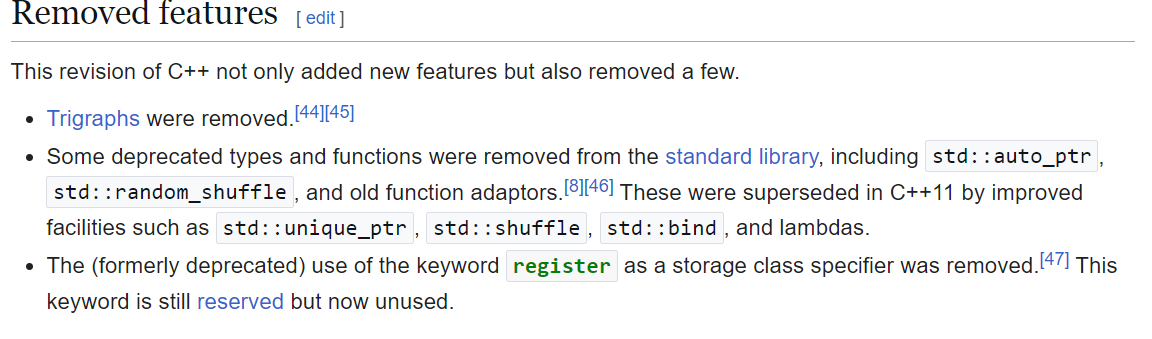 Removed features [ edit ]
This revision of C++ not only added new features but also removed a few.
• Trigraphs were removed.[44][45]
• Some deprecated types and functions were removed from the standard library, including std::auto_ptr,
std::random_shuffle, and old function adaptors.[8][46] These were superseded in C++11 by improved
facilities such as std::unique_ptr, std::shuffle, std::bind, and lambdas.
• The (formerly deprecated) use of the keyword register as a storage class specifier was removed.[47] This
keyword is still reserved but now unused.